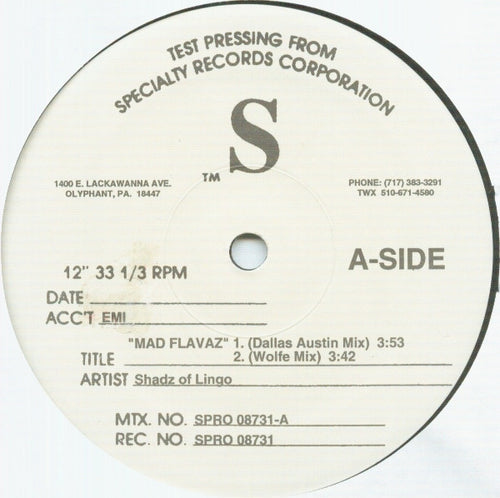 TEST PRESSING FROM
SPECIALTY RECORDS CORPORATION
S
TM
1400 E. LACKAWANNA AVE.
OLYPHANT, PA. 18447
PHONE: (717) 383-3291
TWX 510-671-4580
12" 33 1/3 RPM
A-SIDE
DATE
ACC'T EMI
"MAD FLAVAZ" 1. (Dallas Austin Mix) 3:53
TITLE 2. (Wolfe Mix) 3:42
ARTIST Shadz of Lingo
MTX. NO. SPRO 08731-A
REC. NO. SPRO 08731